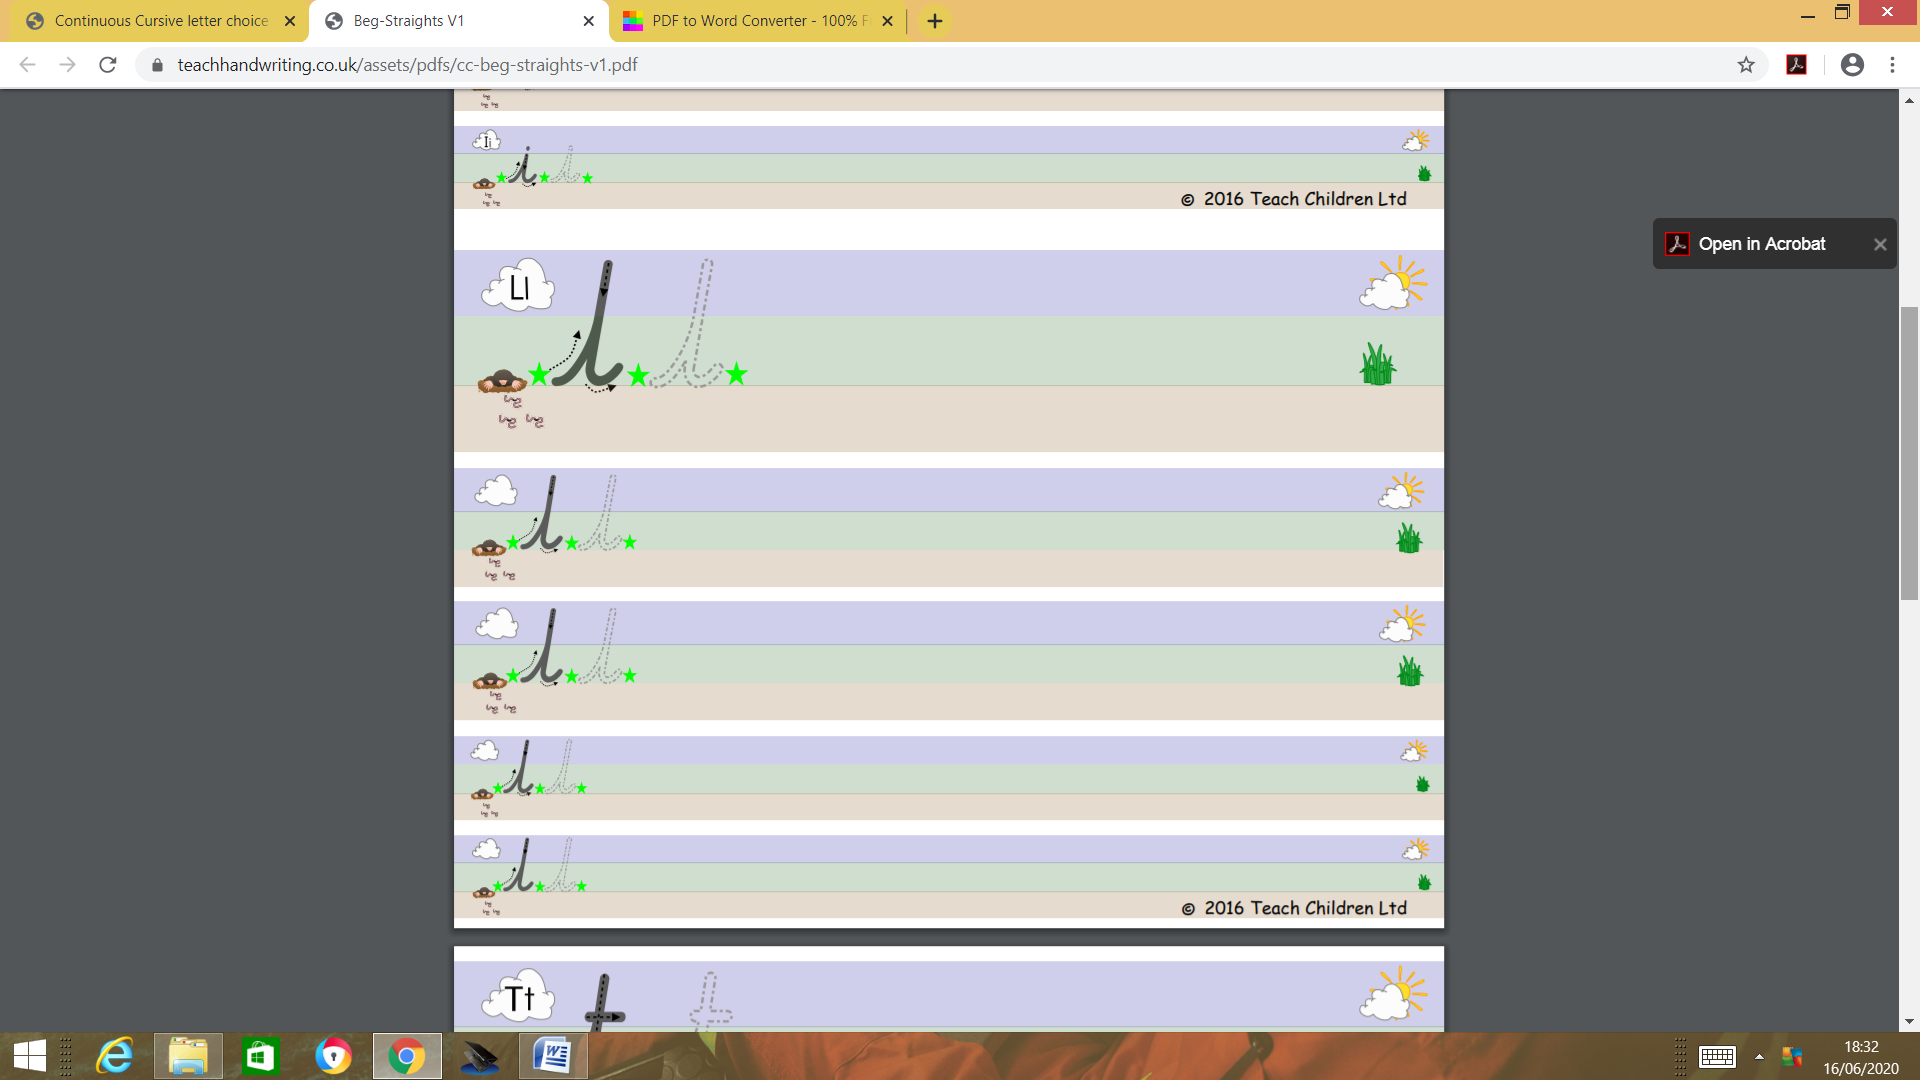 Continuous Cursive letter choice
Beg-Straights V1
PDF to Word Converter - 100% F
teachhandwriting.co.uk/assets/pdfs/cc-beg-straights-v1.pdf
Ii
© 2016 Teach Children Ltd
Open in Acrobat
Ll
© 2016 Teach Children Ltd
Tt
18:32
16/06/2020